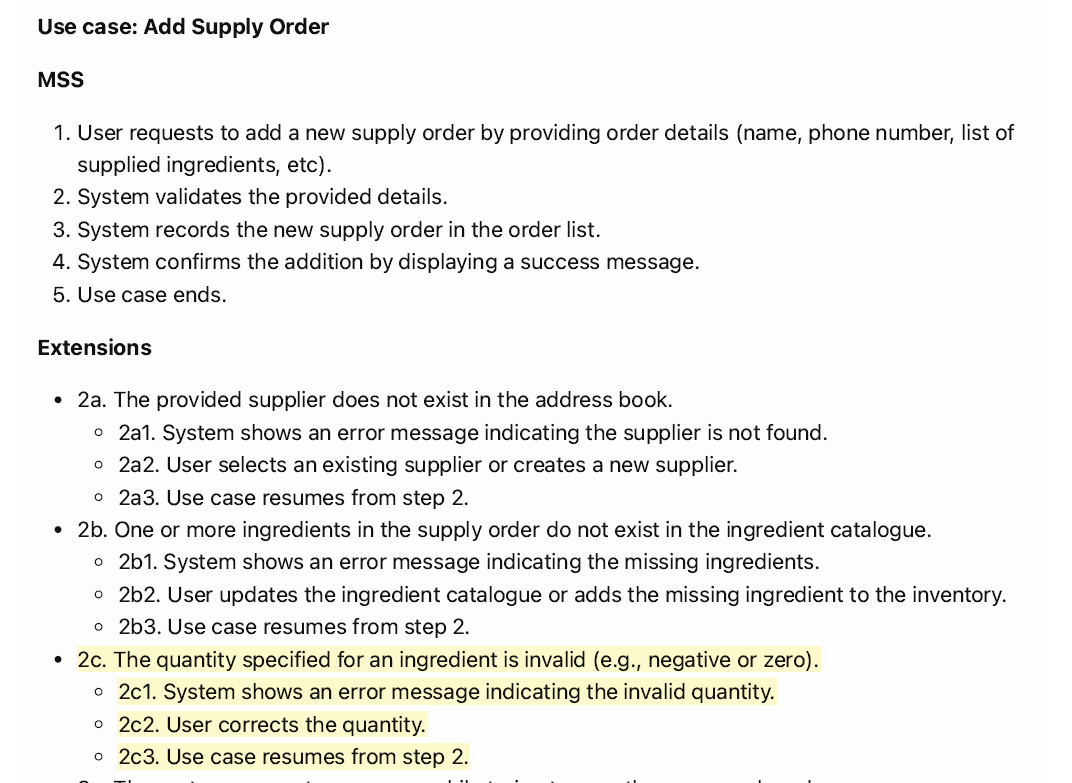 Use case: Add Supply Order
MSS
1. User requests to add a new supply order by providing order details (name, phone number, list of
supplied ingredients, etc).
2. System validates the provided details.
3. System records the new supply order in the order list.
4. System confirms the addition by displaying a success message.
5. Use case ends.
Extensions
• 2a. The provided supplier does not exist in the address book.
◦ 2a1. System shows an error message indicating the supplier is not found.
◦ 2a2. User selects an existing supplier or creates a new supplier.
◦ 2a3. Use case resumes from step 2.
• 2b. One or more ingredients in the supply order do not exist in the ingredient catalogue.
◦ 2b1. System shows an error message indicating the missing ingredients.
◦ 2b2. User updates the ingredient catalogue or adds the missing ingredient to the inventory.
◦ 2b3. Use case resumes from step 2.
• 2c. The quantity specified for an ingredient is invalid (e.g., negative or zero).
◦ 2c1. System shows an error message indicating the invalid quantity.
◦ 2c2. User corrects the quantity.
◦ 2c3. Use case resumes from step 2.